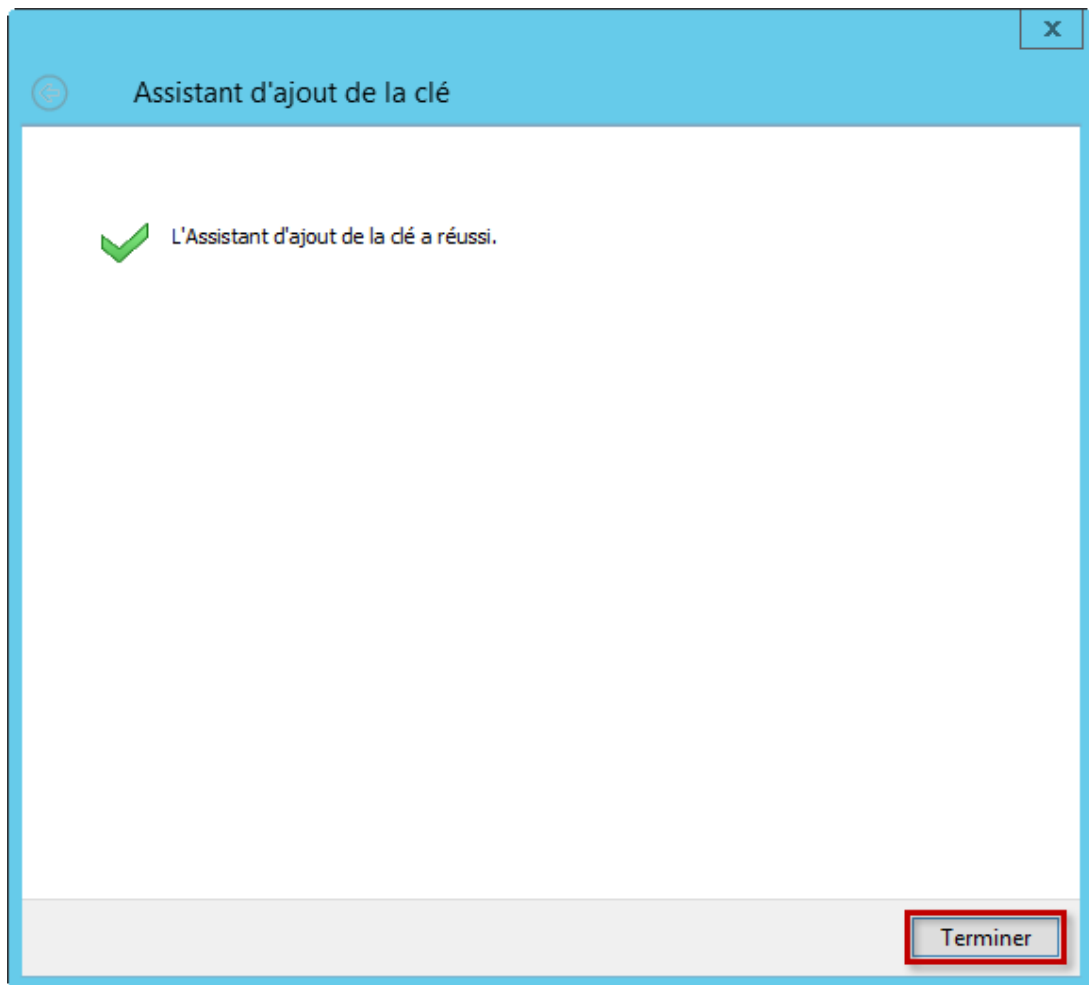 x
Assistant d'ajout de la clé
L'Assistant d'ajout de la clé a réussi.
Terminer